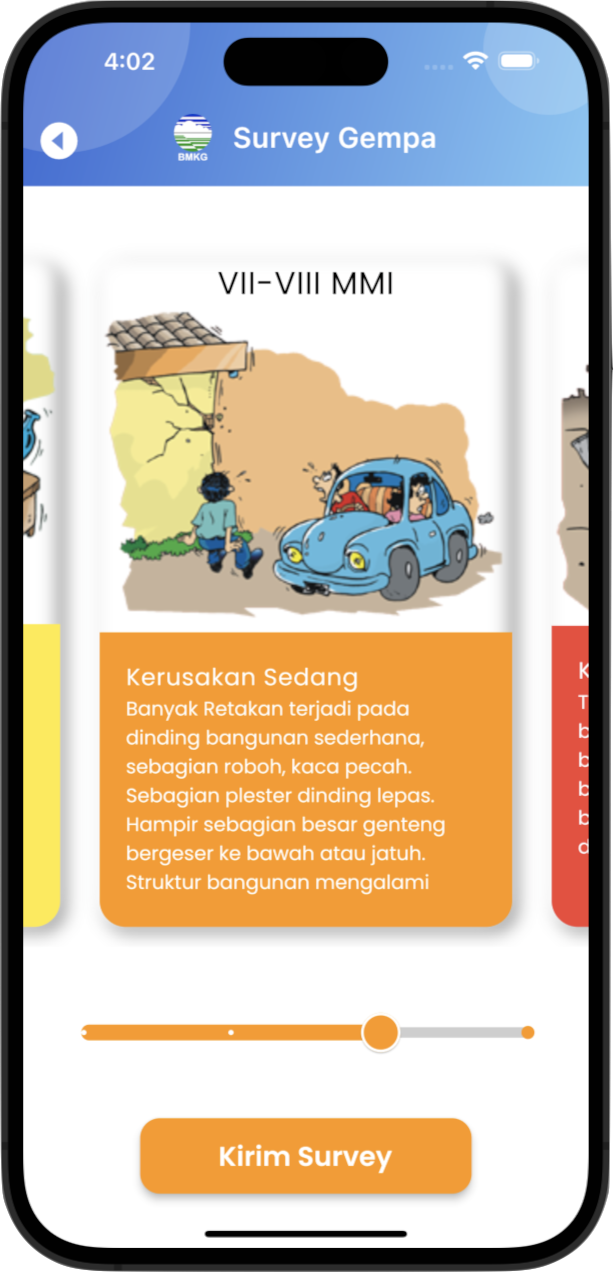 4:02
BMKG
Survey Gempa
VII-VIII MMI
Kerusakan Sedang
Banyak Retakan terjadi pada
dinding bangunan sederhana,
sebagian roboh, kaca pecah.
Sebagian plester dinding lepas.
Hampir sebagian besar genteng
bergeser ke bawah atau jatuh.
Struktur bangunan mengalami
Kirim Survey